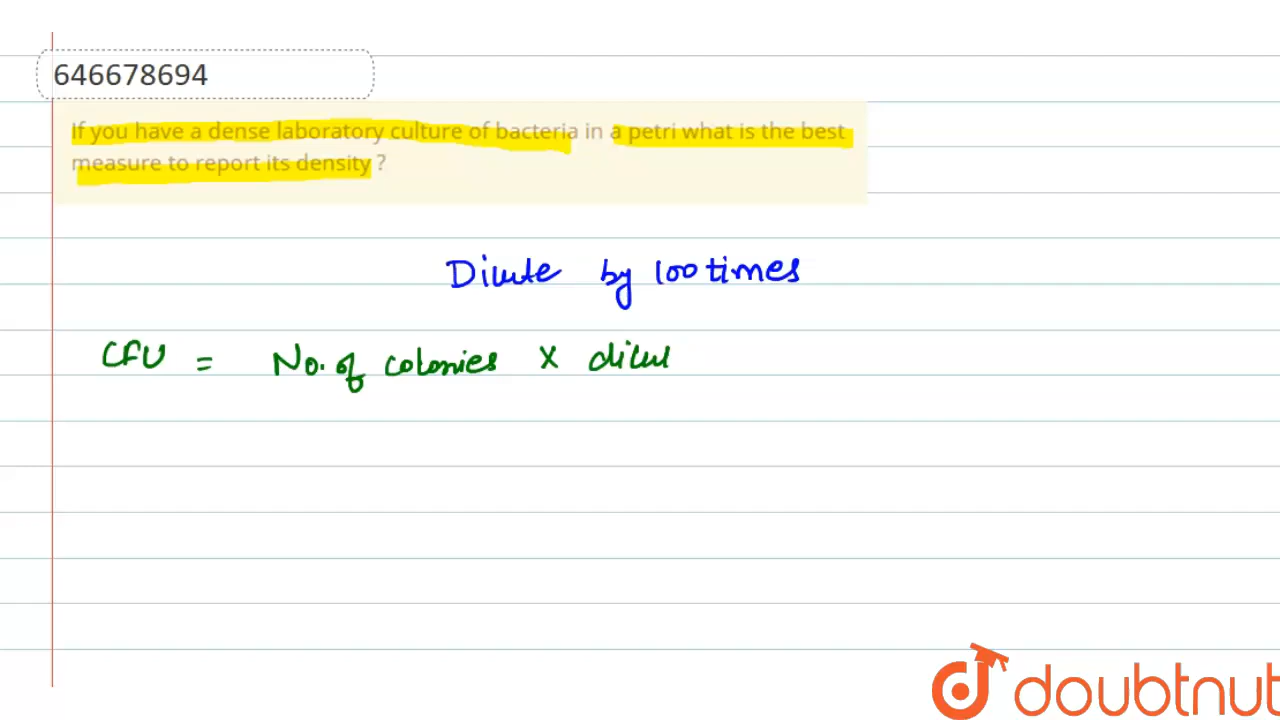 646678694
If you have a dense laboratory culture of bacteria in a petri what is the best
measure to report its density ?
Dilute by 100 times
CFU = No. of colonies X dilut
doubtnut